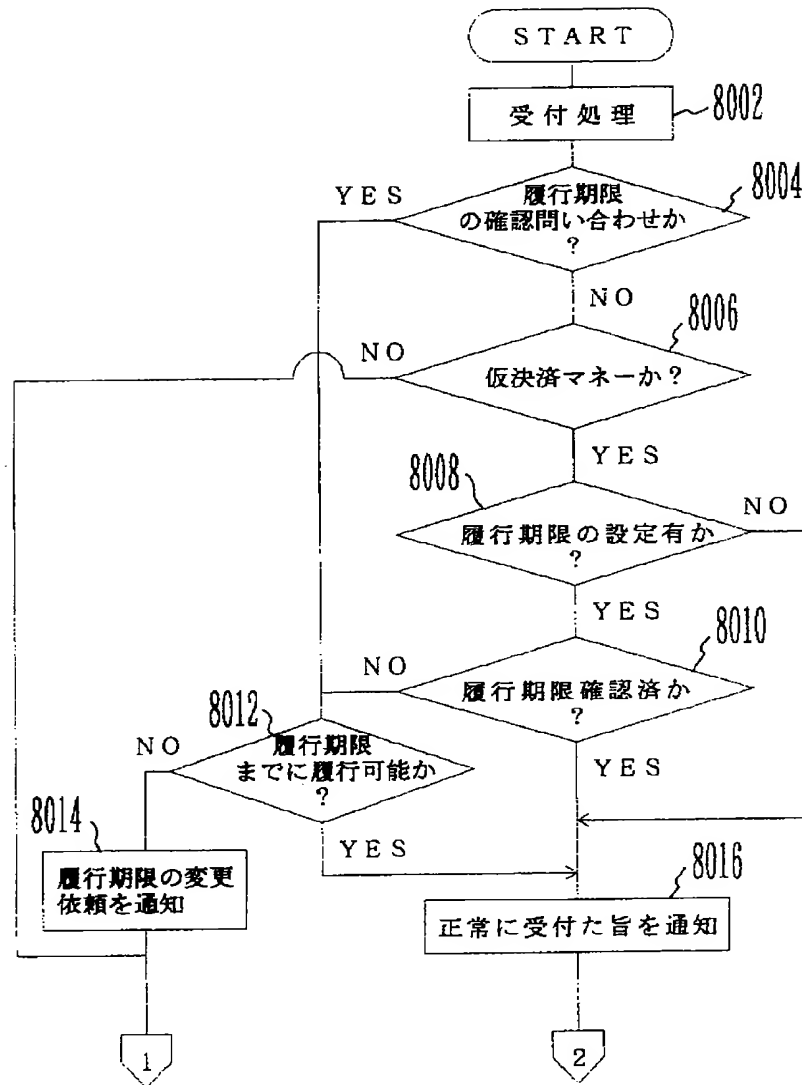 START
受付処理
8002
YES
履行期限
の確認問い合わせか
?
8004
NO
8006
NO
仮決済マネーか?
YES
8008
NO
履行期限の設定有か
?
YES
8010
NO
履行期限確認済か
?
8012
NO
履行期限
までに履行可能か
?
YES
8014
YES
履行期限の変更
依頼を通知
8016
正常に受付た旨を通知
1
2